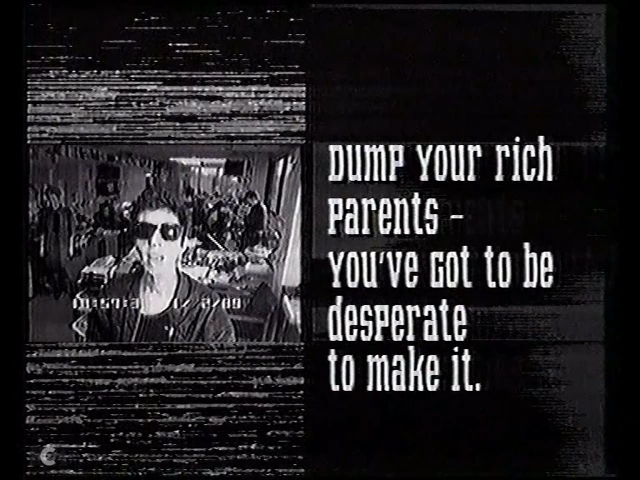 Dump your rich
parents -
you've got to be
desperate
to make it.